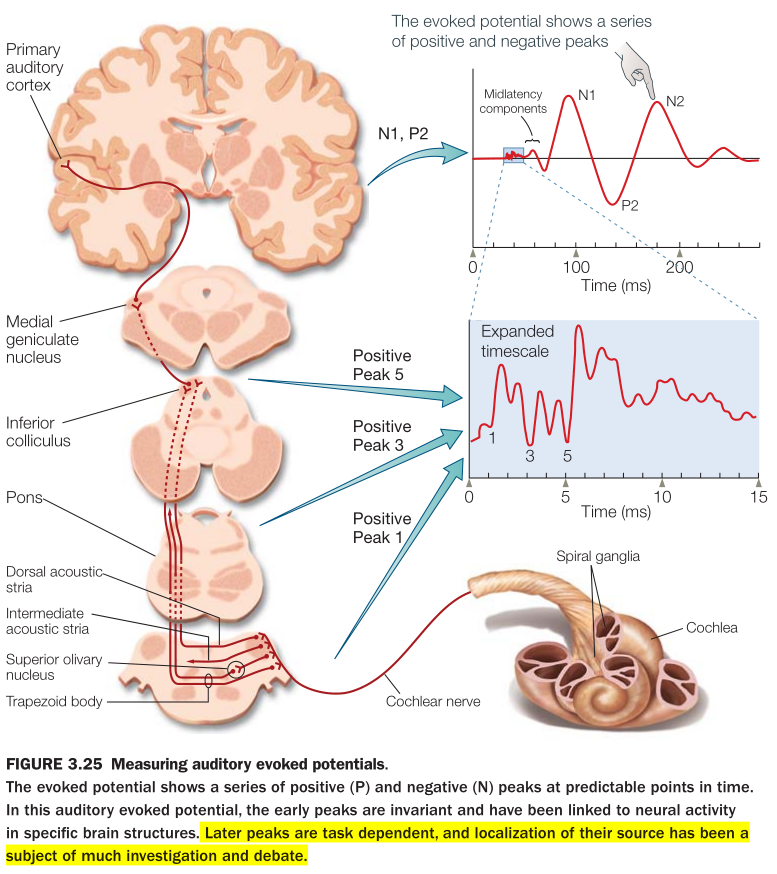 The evoked potential shows a series
of positive and negative peaks
Primary
auditory
cortex
N1, P2
Midlatency
components
N1
N2
P2
0
100
200
Time (ms)
Medial
geniculate
nucleus
Positive
Peak 5
Expanded
timescale
1
3
5
0
5
10
15
Time (ms)
Inferior
colliculus
Positive
Peak 3
Pons
Positive
Peak 1
Dorsal acoustic
stria
Intermediate
acoustic stria
Superior olivary
nucleus
Trapezoid body
Spiral ganglia
Cochlea
Cochlear nerve
FIGURE 3.25 Measuring auditory evoked potentials.
The evoked potential shows a series of positive (P) and negative (N) peaks at predictable points in time.
In this auditory evoked potential, the early peaks are invariant and have been linked to neural activity
in specific brain structures. Later peaks are task dependent, and localization of their source has been a
subject of much investigation and debate.